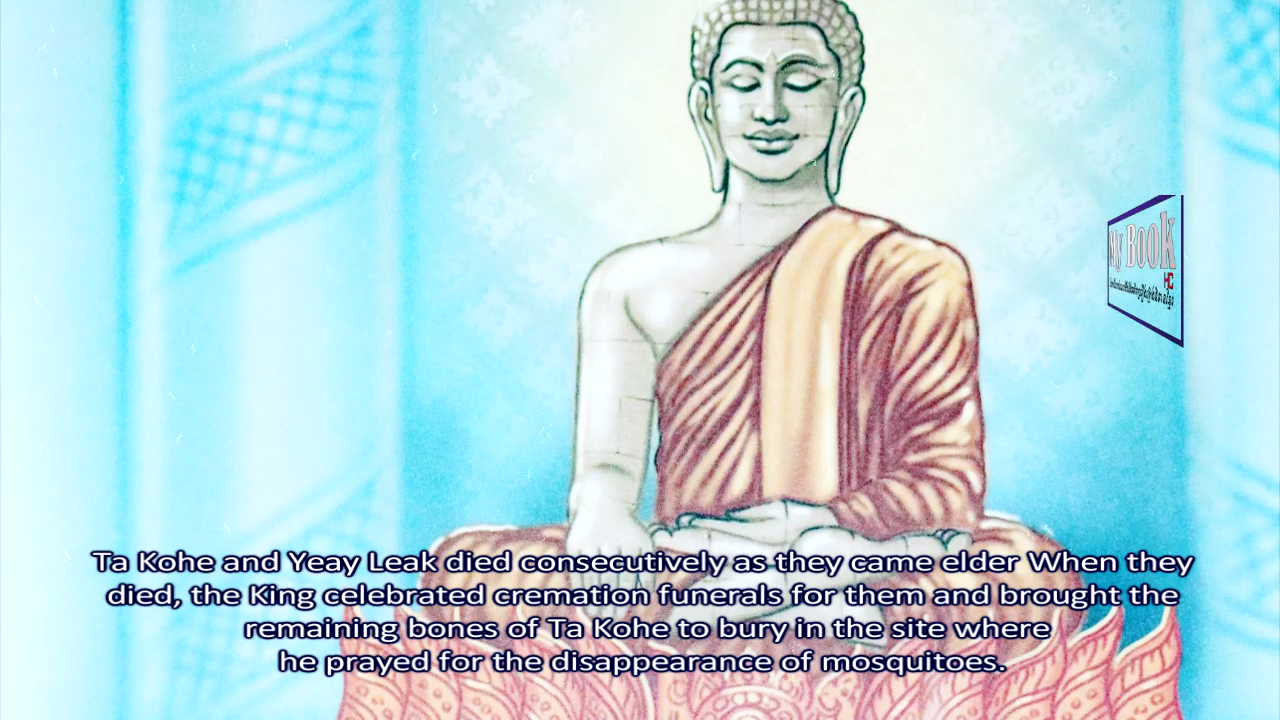 My Book
HC
Ta Kohe and Yeay Leak died consecutively as they came elder When they
died, the King celebrated cremation funerals for them and brought the
remaining bones of Ta Kohe to bury in the site where
he prayed for the disappearance of mosquitoes.